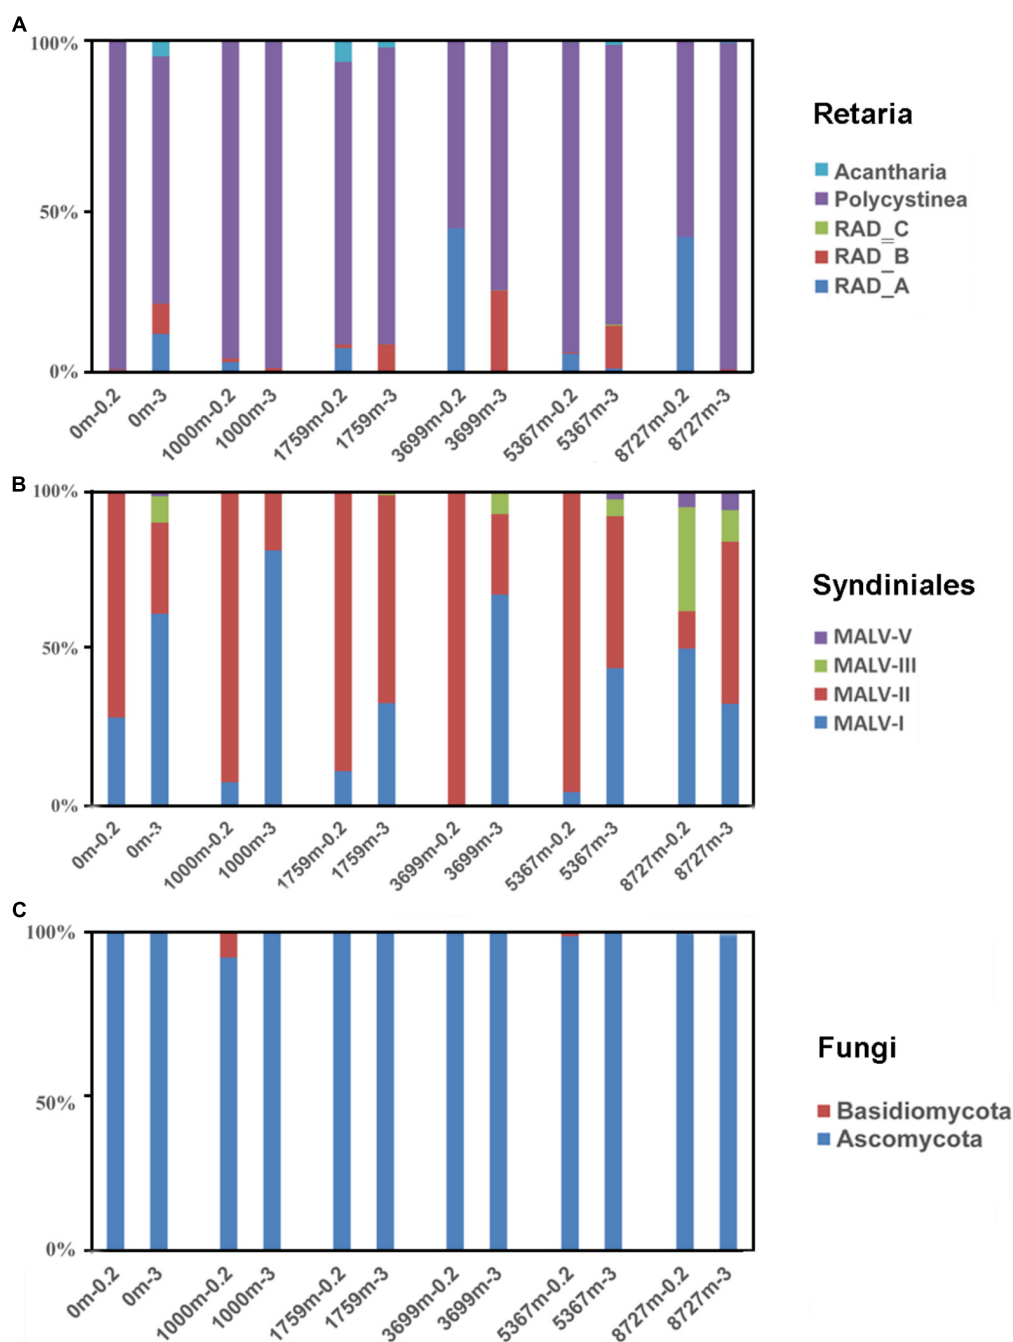 A
100%
50%
0%
0m-0.2
0m-3
1000m-0.2
1000m-3
1759m-0.2
1759m-3
3699m-0.2
3699m-3
5367m-0.2
5367m-3
8727m-0.2
8727m-3
Retaria
Acantharia
Polycystinea
RAD_C
RAD_B
RAD_A
B
100%
50%
0%
0m-0.2
0m-3
1000m-0.2
1000m-3
1759m-0.2
1759m-3
3699m-0.2
3699m-3
5367m-0.2
5367m-3
8727m-0.2
8727m-3
Syndiniales
MALV-V
MALV-III
MALV-II
MALV-I
C
100%
50%
0%
0m-0.2
0m-3
1000m-0.2
1000m-3
1759m-0.2
1759m-3
3699m-0.2
3699m-3
5367m-0.2
5367m-3
8727m-0.2
8727m-3
Fungi
Basidiomycota
Ascomycota